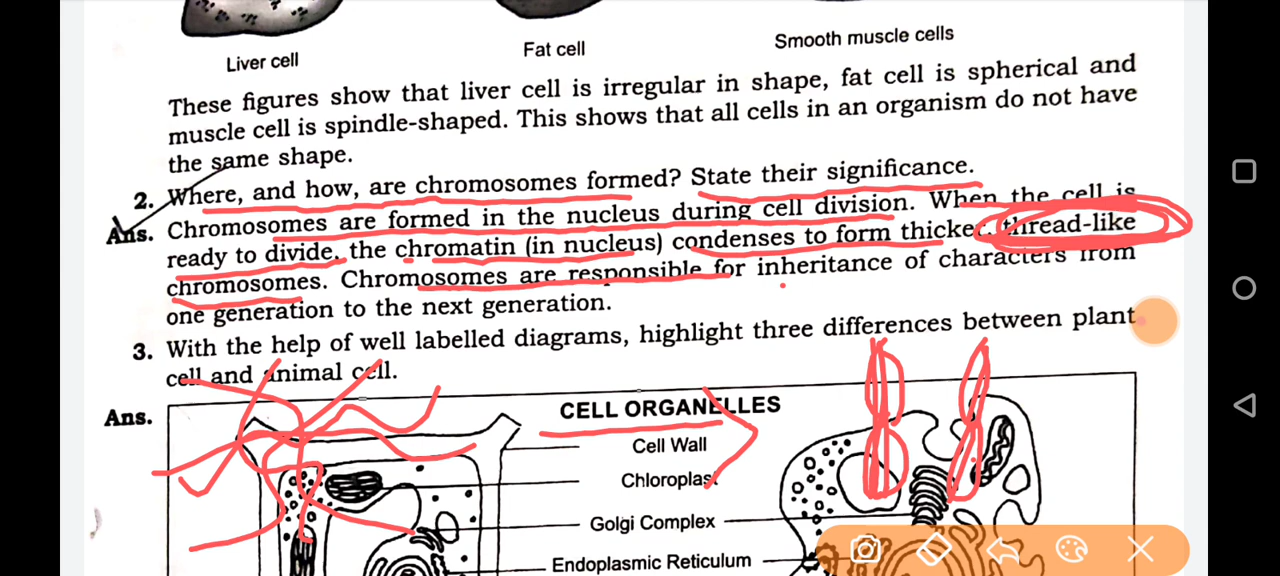 Liver cell
Fat cell
Smooth muscle cells
These figures show that liver cell is irregular in shape, fat cell is spherical and
muscle cell is spindle-shaped. This shows that all cells in an organism do not have
the same shape.
2. Where, and how, are chromosomes formed? State their significance.
Ans. Chromosomes are formed in the nucleus during cell division. When the cell is
ready to divide, the chromatin (in nucleus) condenses to form thicker thread-like
chromosomes. Chromosomes are responsible for inheritance of characters from
one generation to the next generation.
3. With the help of well labelled diagrams, highlight three differences between plant
cell and animal cell.
Ans.
CELL ORGANELLES
Cell Wall
Chloroplast
Golgi Complex
Endoplasmic Reticulum